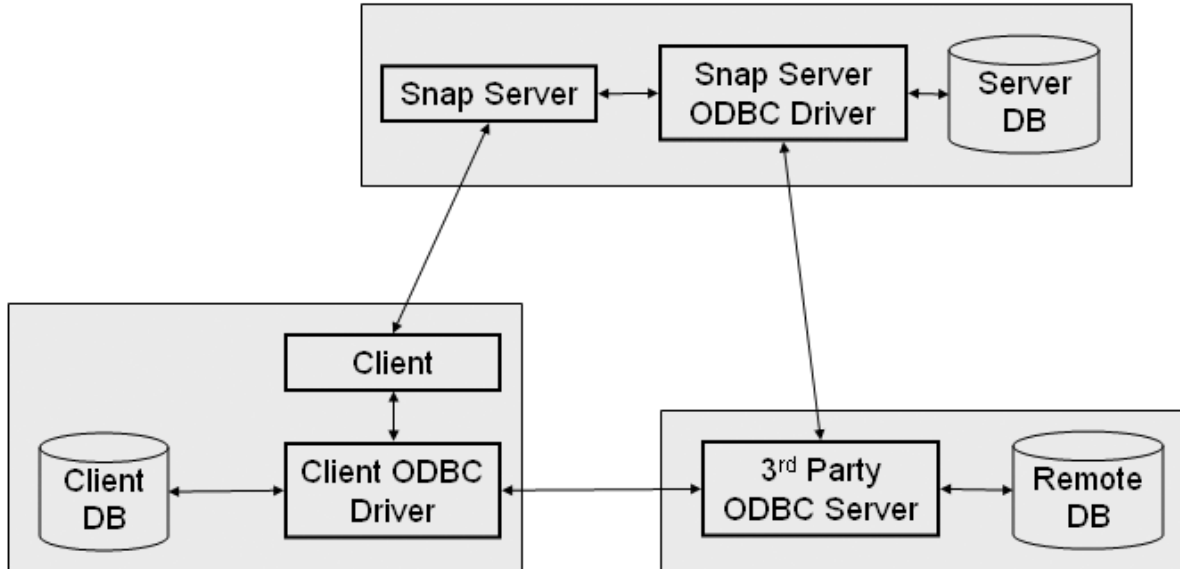 Snap Server
Snap Server
ODBC Driver
Server
DB
Client
Client
DB
Client ODBC
Driver
3rd Party
ODBC Server
Remote
DB